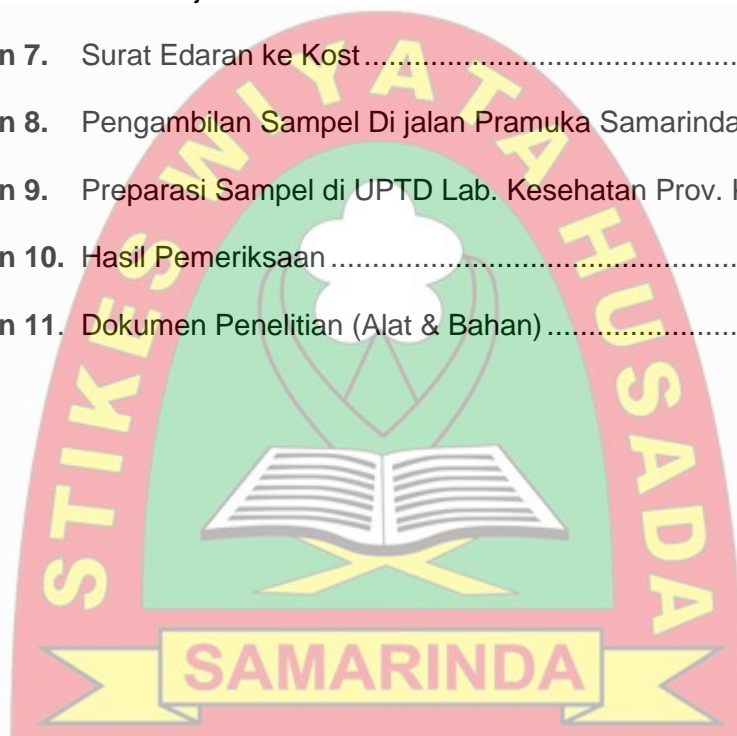 n 7. Surat Edaran ke Kost........................................................
n 8. Pengambilan Sampel Di jalan Pramuka Samarinda
n 9. Preparasi Sampel di UPTD Lab. Kesehatan Prov.
n 10. Hasil Pemeriksaan........................................................
n 11. Dokumen Penelitian (Alat & Bahan)..........................
STIKES WIYATA HUSADA
SAMARINDA